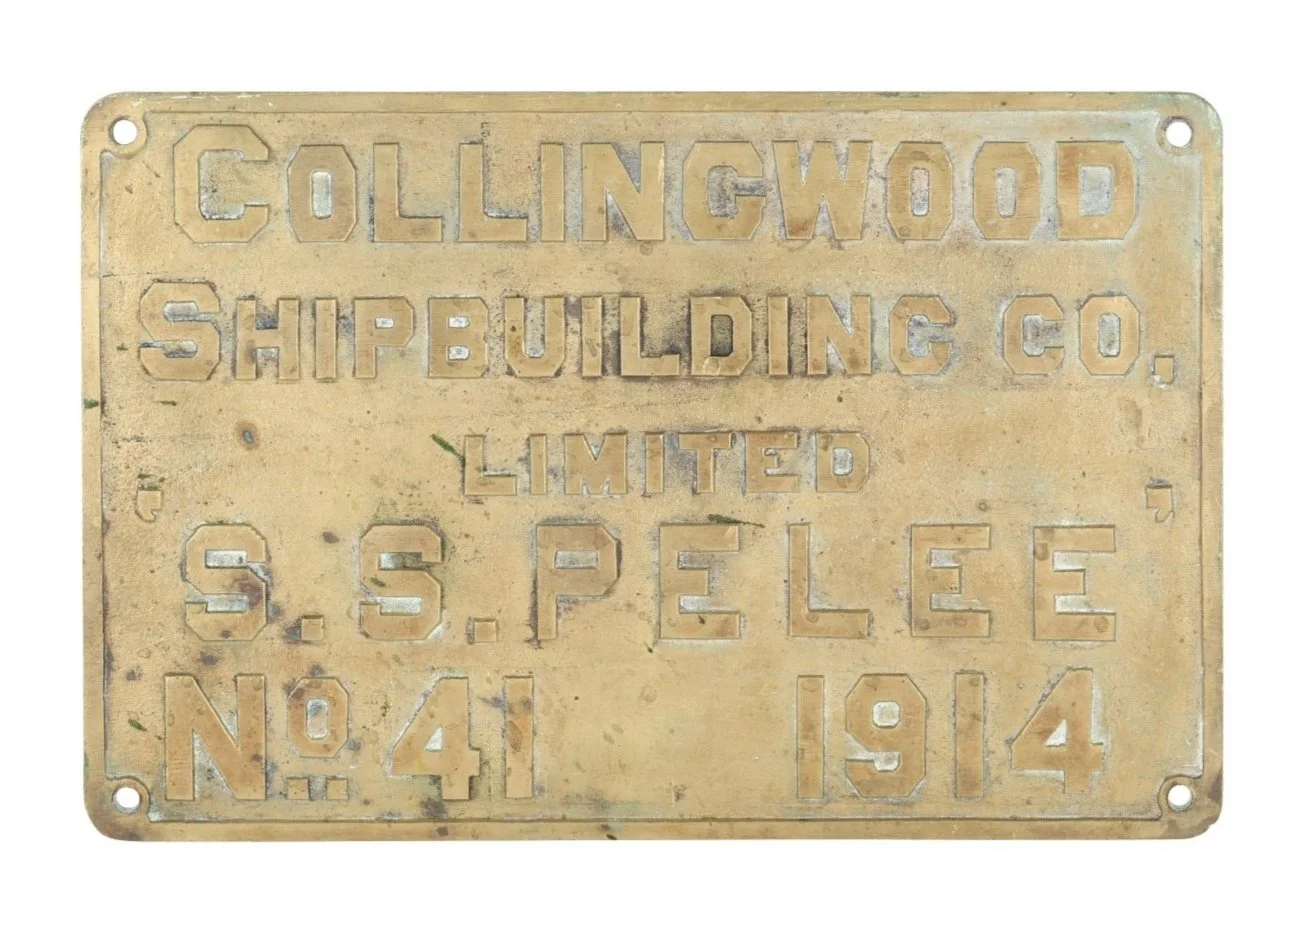 COLLINGWOOD
SHIPBUILDING CO,
LIMITED
, S.S.PELEE ,
No. 41 1914